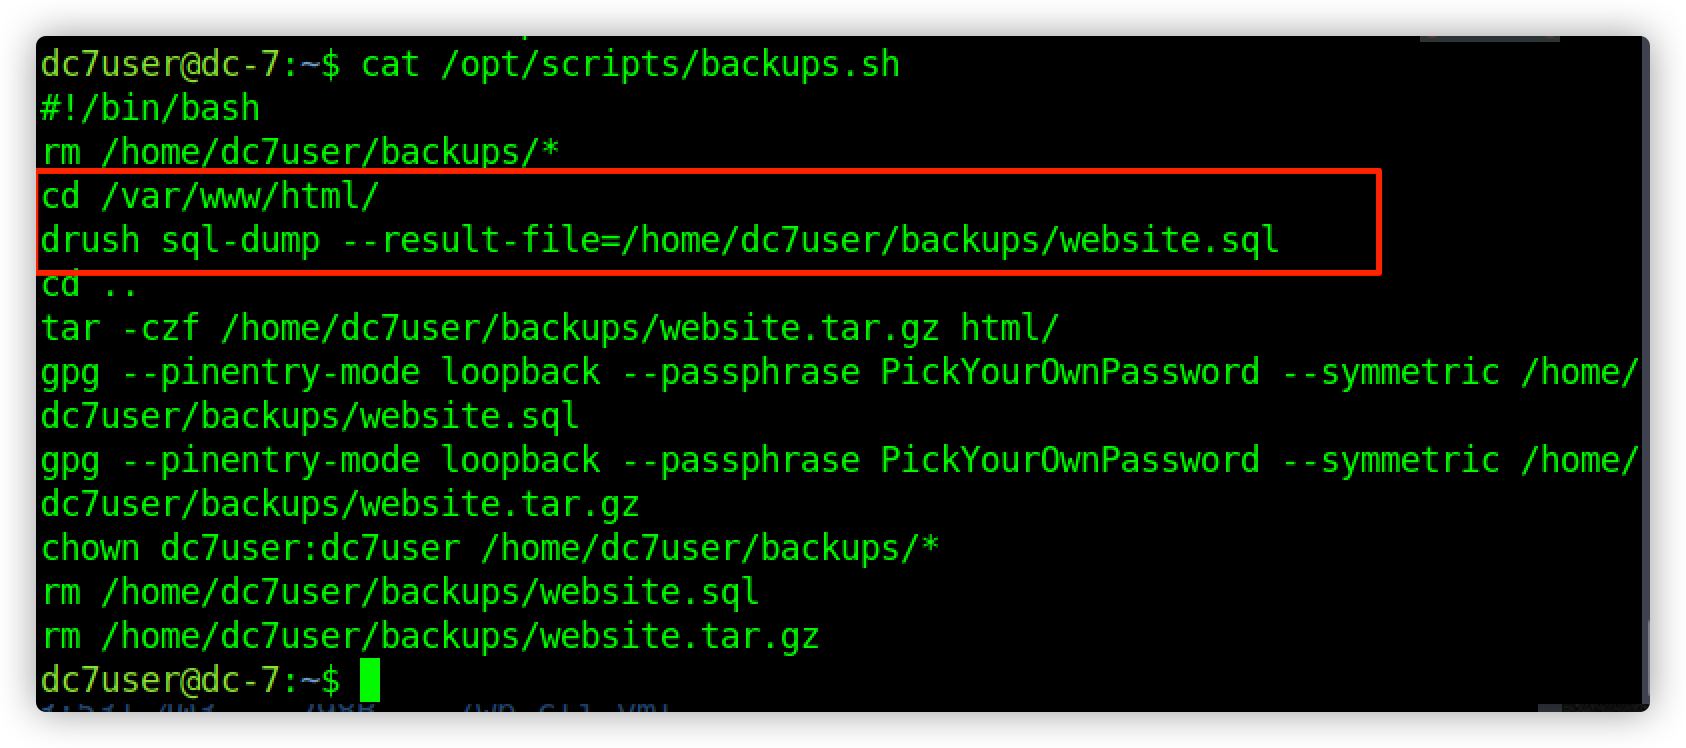 dc7user@dc-7:~$ cat /opt/scripts/backups.sh
#!/bin/bash
rm /home/dc7user/backups/*
cd /var/www/html/
drush sql-dump --result-file=/home/dc7user/backups/website.sql
cd ..
tar -czf /home/dc7user/backups/website.tar.gz html/
gpg --pinentry-mode loopback --passphrase PickYourOwnPassword --symmetric /home/
dc7user/backups/website.sql
gpg --pinentry-mode loopback --passphrase PickYourOwnPassword --symmetric /home/
dc7user/backups/website.tar.gz
chown dc7user:dc7user /home/dc7user/backups/*
rm /home/dc7user/backups/website.sql
rm /home/dc7user/backups/website.tar.gz
dc7user@dc-7:~$